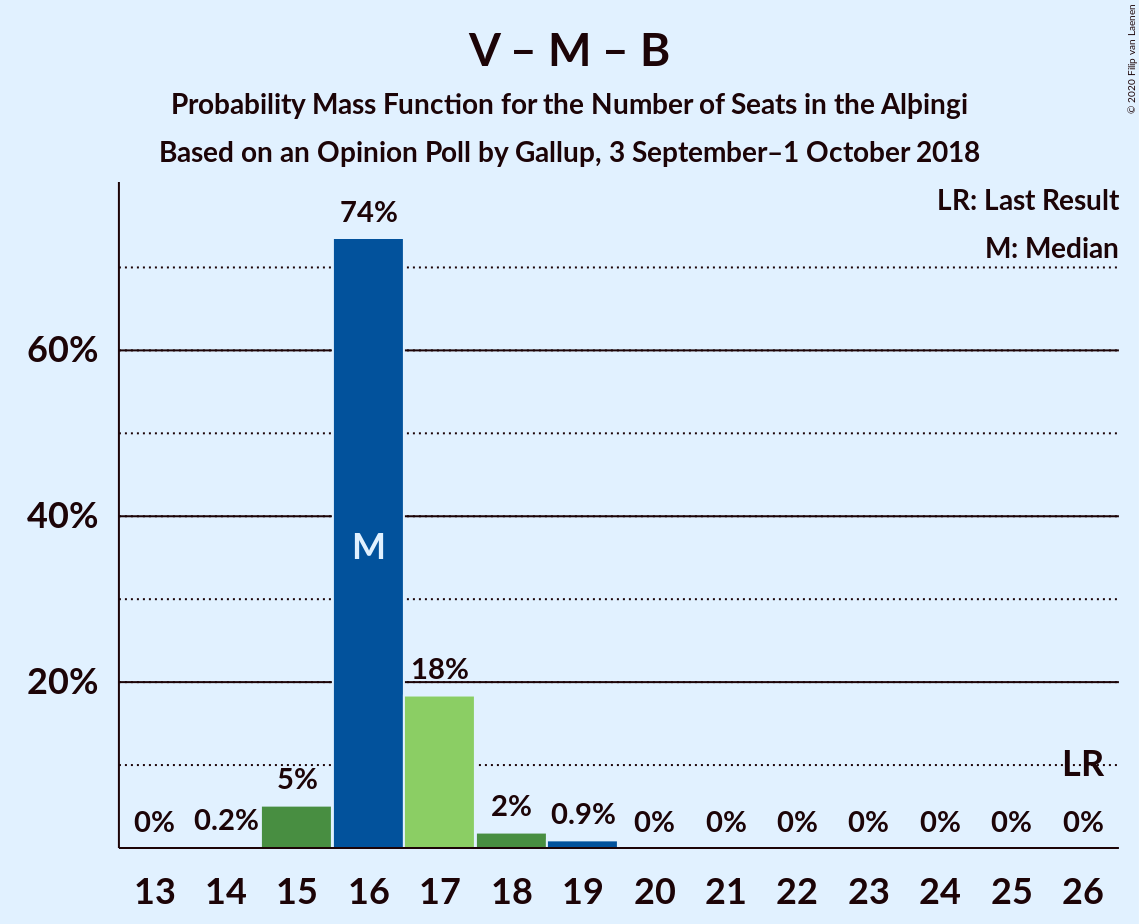 V – M – B
Probability Mass Function for the Number of Seats in the Alþingi
Based on an Opinion Poll by Gallup, 3 September–1 October 2018
© 2020 Filip van Laenen
LR: Last Result
M: Median
74%
60%
M
40%
18%
20%
LR
5%
2%
0.9%
0% 0.2% 0% 0% 0% 0% 0% 0% 0%
13 14 15 16 17 18 19 20 21 22 23 24 25 26